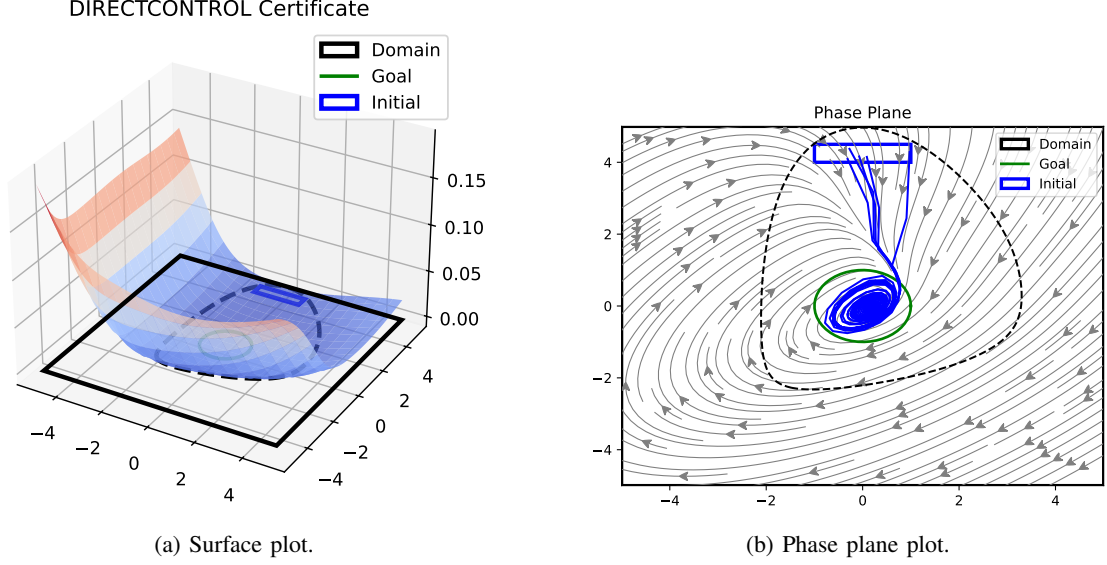 DIRECTCONTROL Certificate
Domain
Goal
Initial
0.15
0.10
0.05
0.00
−4
−2
0
2
4
−4
−2
0
2
4
(a) Surface plot.
Phase Plane
Domain
Goal
Initial
4
2
0
−2
−4
−4
−2
0
2
4
(b) Phase plane plot.